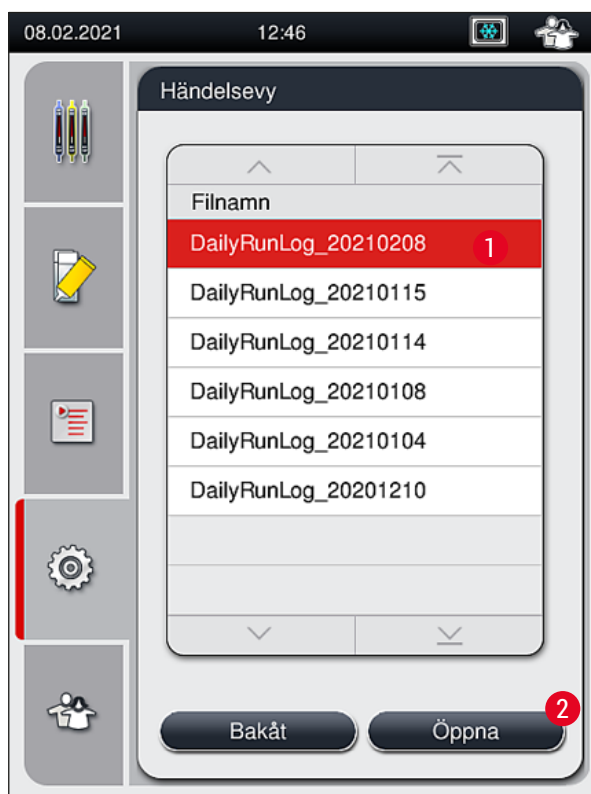 08.02.2021 12:46
Händelsevy
Filnamn
DailyRunLog_20210208 1
DailyRunLog_20210115
DailyRunLog_20210114
DailyRunLog_20210108
DailyRunLog_20210104
DailyRunLog_20201210
2
Bakåt Öppna